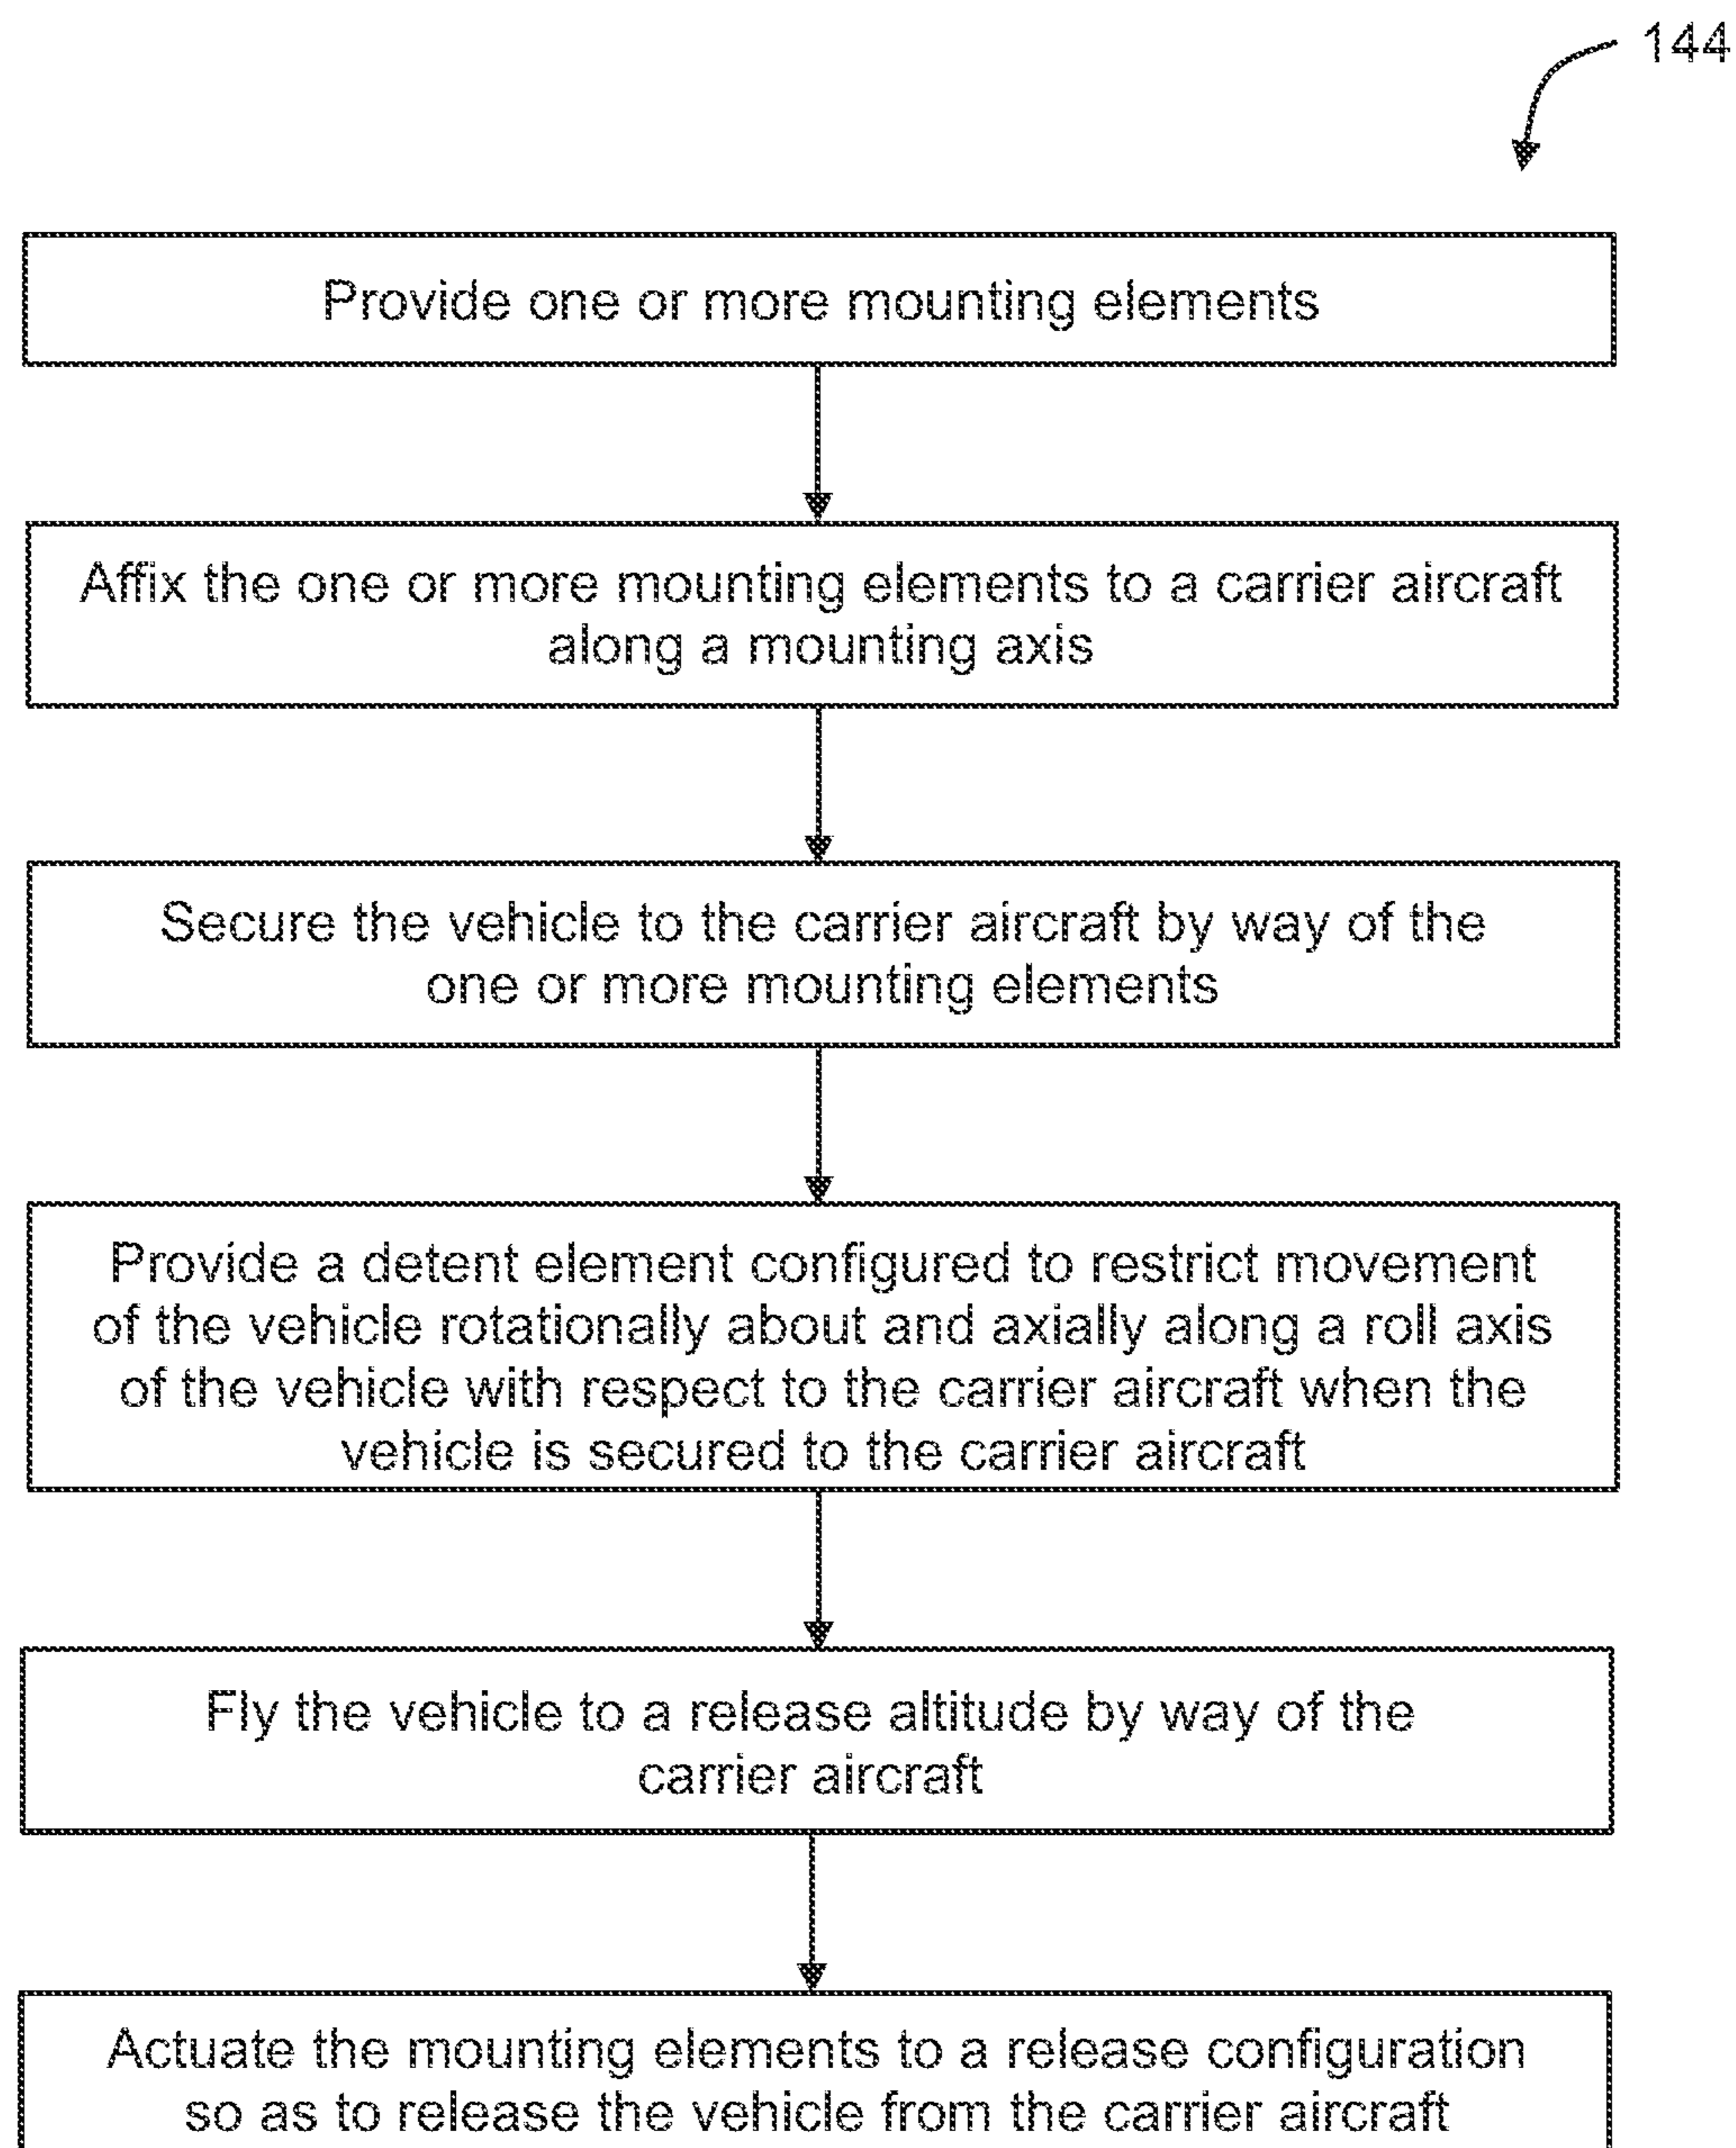 144
Provide one or more mounting elements
Affix the one or more mounting elements to a carrier aircraft
along a mounting axis
Secure the vehicle to the carrier aircraft by way of the
one or more mounting elements
Provide a detent element configured to restrict movement
of the vehicle rotationally about and axially along a roll axis
of the vehicle with respect to the carrier aircraft when the
vehicle is secured to the carrier aircraft
Fly the vehicle to a release altitude by way of the
carrier aircraft
Actuate the mounting elements to a release configuration
so as to release the vehicle from the carrier aircraft